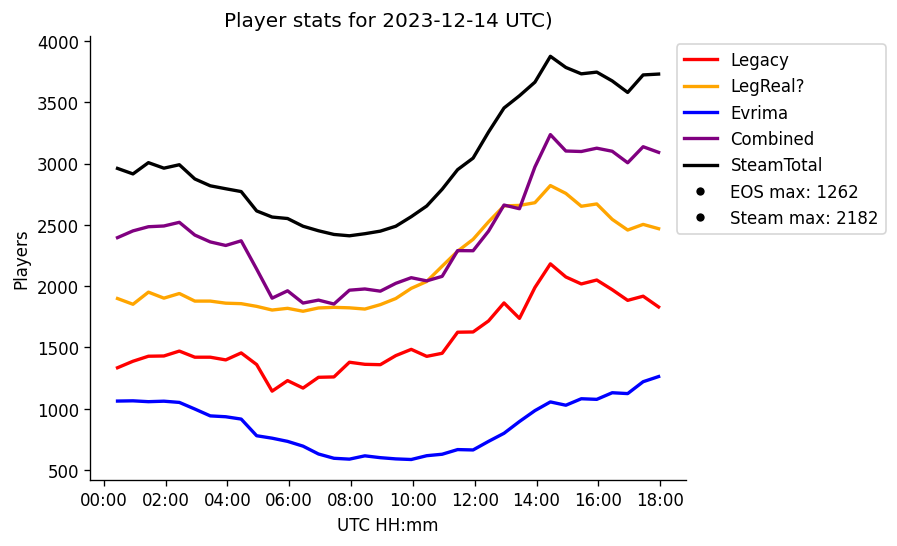 Player stats for 2023-12-14 UTC)
Players
4000
3500
3000
2500
2000
1500
1000
500
00:00 02:00 04:00 06:00 08:00 10:00 12:00 14:00 16:00 18:00
UTC HH:mm
Legacy
LegReal?
Evrima
Combined
SteamTotal
EOS max: 1262
Steam max: 2182